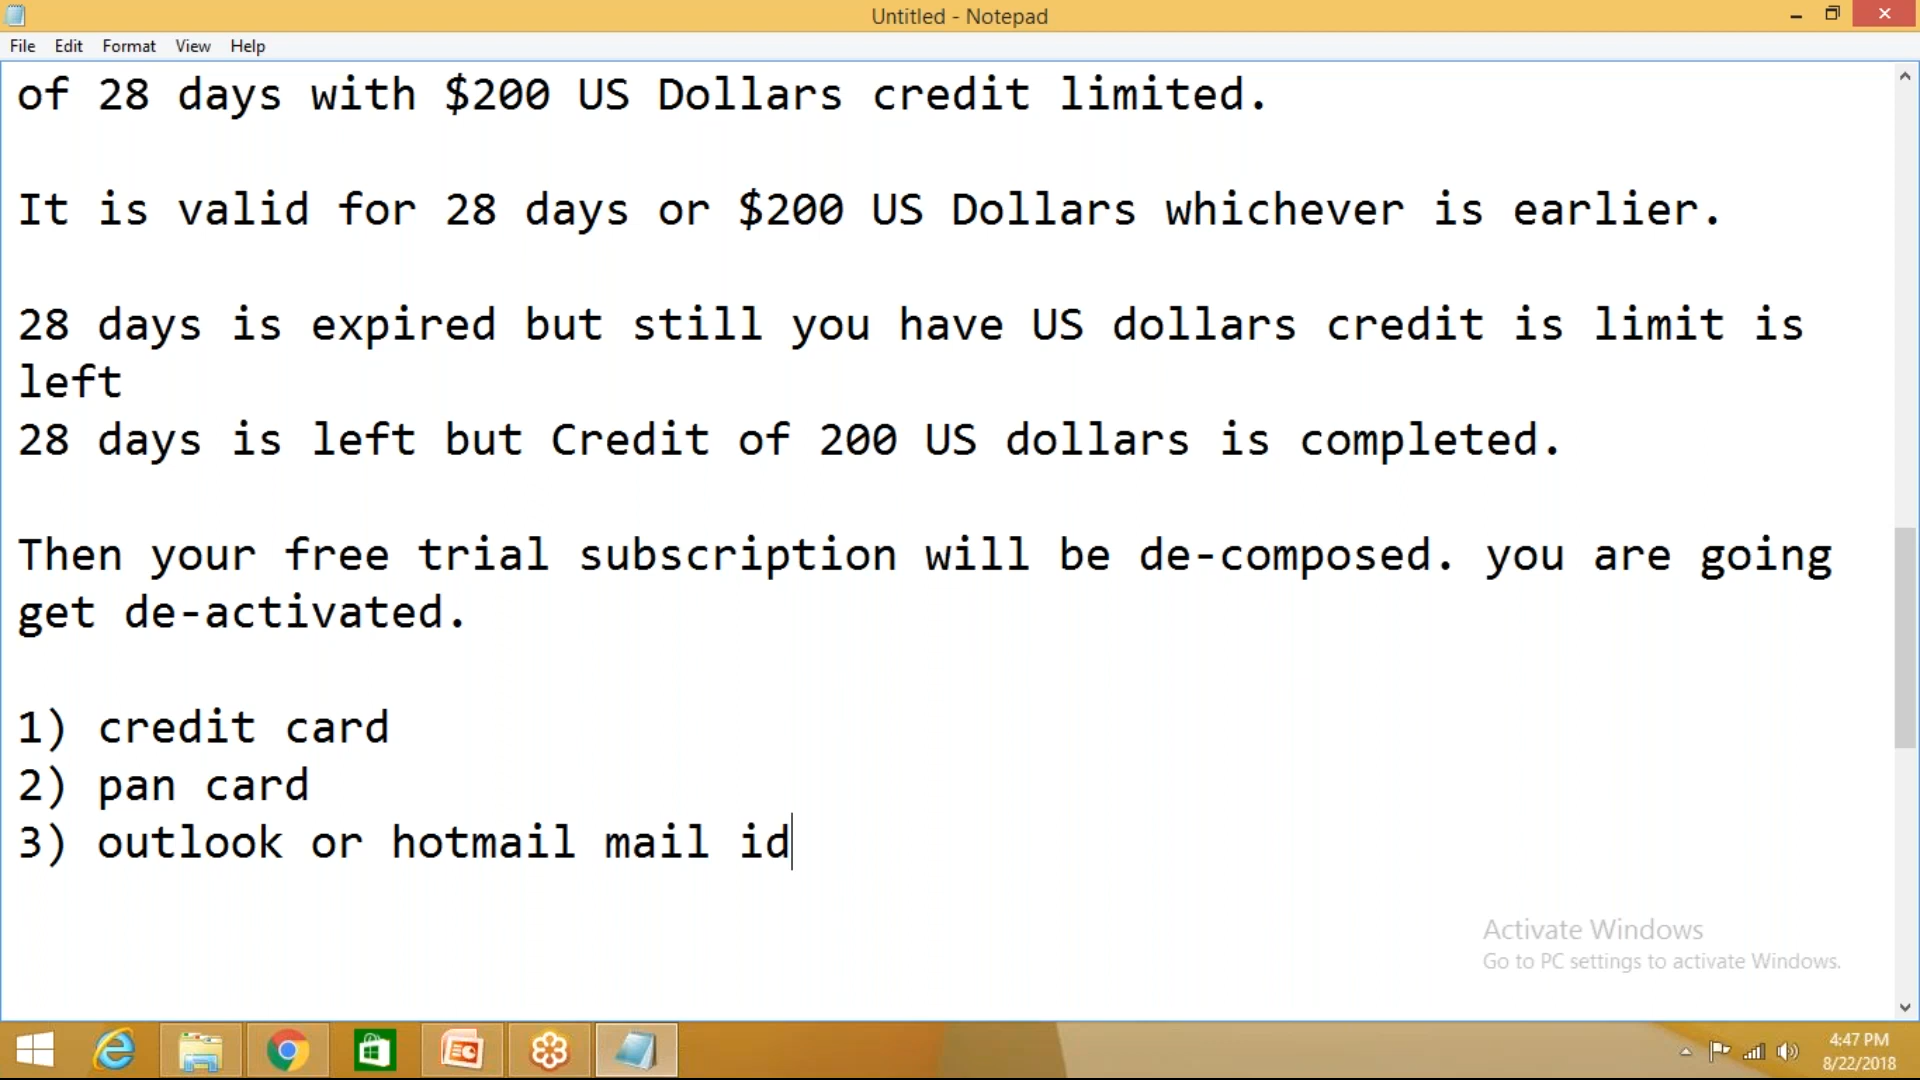 Untitled - Notepad
File Edit Format View Help
of 28 days with $200 US Dollars credit limited.
It is valid for 28 days or $200 US Dollars whichever is earlier.
28 days is expired but still you have US dollars credit is limit is
left
28 days is left but Credit of 200 US dollars is completed.
Then your free trial subscription will be de-composed. you are going
get de-activated.
1) credit card
2) pan card
3) outlook or hotmail mail id
Activate Windows
Go to PC settings to activate Windows.
4:47 PM
8/22/2018